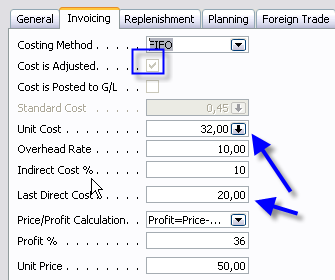 General Invoicing Replenishment Planning Foreign Trade
Costing Method . . . . . FIFO
Cost is Adjusted. . . . .
Cost is Posted to G/L . .
Standard Cost . . . . . . 0,45
Unit Cost . . . . . . . . 32,00
Overhead Rate . . . . . 10,00
Indirect Cost % . . . . . 10
Last Direct Cost . . . . 20,00
Price/Profit Calculation. . Profit=Price-...
Profit % . . . . . . . . . 36
Unit Price . . . . . . . . 50,00